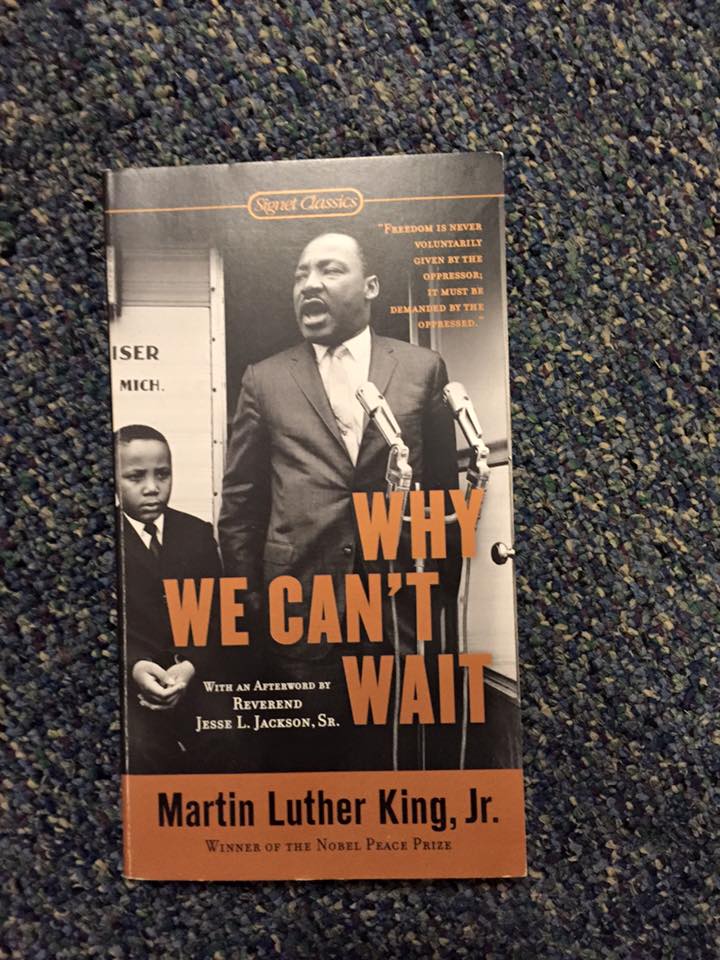 Signet Classics
"FREEDOM IS NEVER
VOLUNTARILY
GIVEN BY THE
OPPRESSOR;
IT MUST BE
DEMANDED BY THE
OPPRESSED."
ISER
MICH.
WHY
WE CAN'T
WAIT
WITH AN AFTERWORD BY
REVEREND
JESSE L. JACKSON, SR.
Martin Luther King, Jr.
WINNER OF THE NOBEL PEACE PRIZE